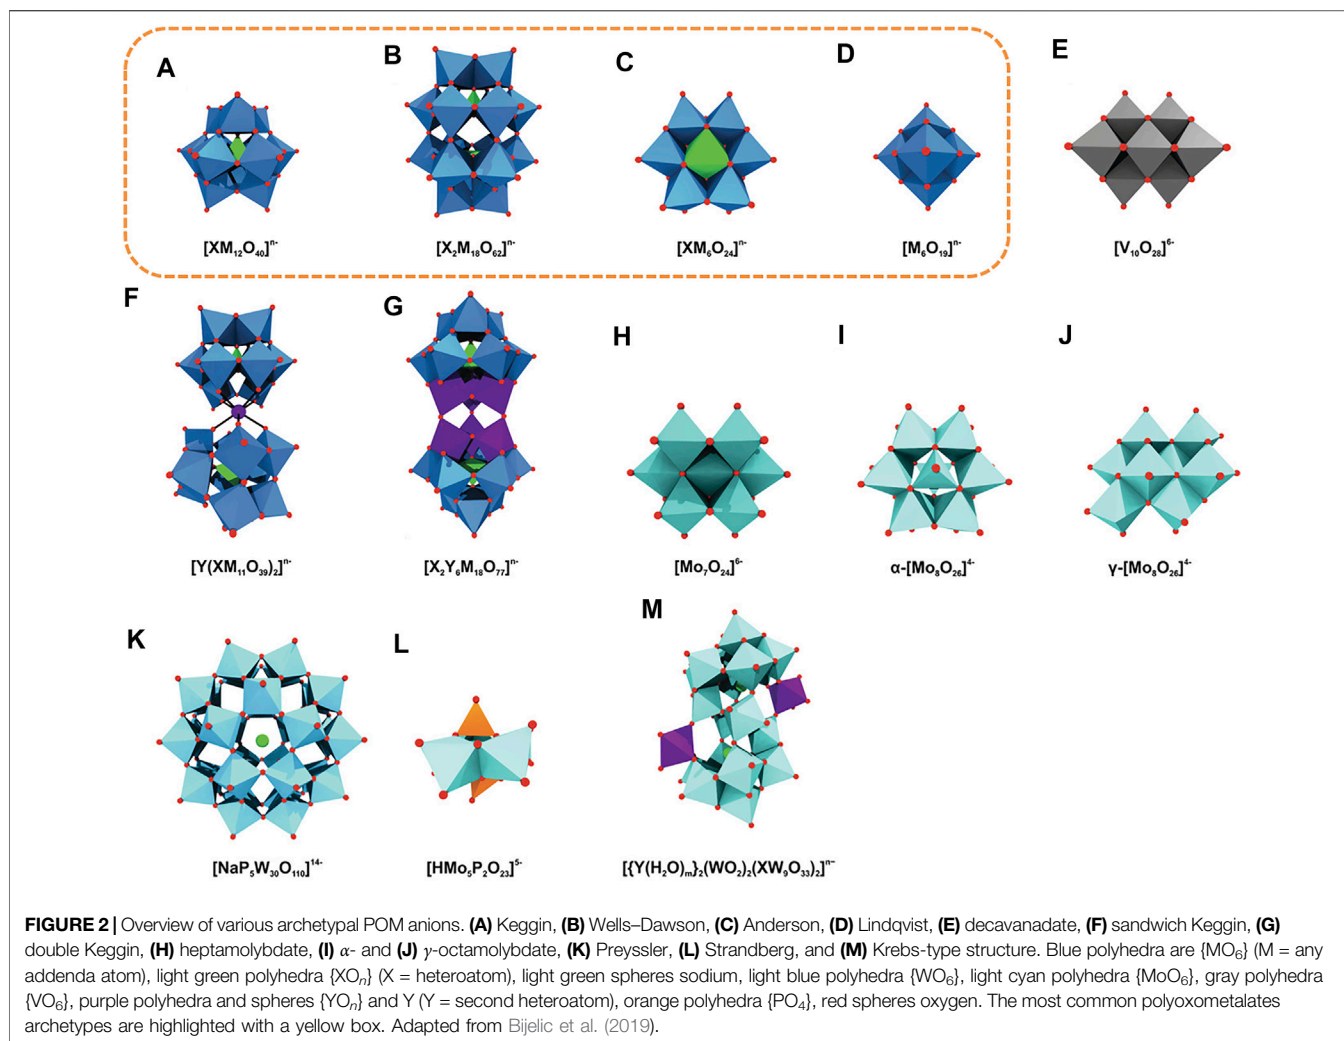 A
B
C
D
E
[XM₁₂O₄₀]ⁿ⁻
[X₂M₁₈O₆₂]ⁿ⁻
[XM₆O₂₄]ⁿ⁻
[M₆O₁₉]ⁿ⁻
[V₁₀O₂₈]⁶⁻
F
G
H
I
J
[Y(XM₁₁O₃₉)₂]ⁿ⁻
[X₂Y₆M₁₈O₇₇]ⁿ⁻
[Mo₇O₂₄]⁶⁻
α-[Mo₈O₂₆]⁴⁻
γ-[Mo₈O₂₆]⁴⁻
K
L
M
[NaP₅W₃₀O₁₁₀]¹⁴⁻
[HMo₅P₂O₂₃]⁵⁻
[{Y(H₂O)ₘ}₂(WO₂)₂(XW₉O₃₃)₂]ⁿ⁻
FIGURE 2 | Overview of various archetypal POM anions. (A) Keggin, (B) Wells–Dawson, (C) Anderson, (D) Lindqvist, (E) decavanadate, (F) sandwich Keggin, (G)
double Keggin, (H) heptamolybdate, (I) α- and (J) γ-octamolybdate, (K) Preyssler, (L) Strandberg, and (M) Krebs-type structure. Blue polyhedra are {MO₆} (M = any
addenda atom), light green polyhedra {XOₙ} (X = heteroatom), light green spheres sodium, light blue polyhedra {WO₆}, light cyan polyhedra {MoO₆}, gray polyhedra
{VO₆}, purple polyhedra and spheres {YOₙ} and Y (Y = second heteroatom), orange polyhedra {PO₄}, red spheres oxygen. The most common polyoxometalates
archetypes are highlighted with a yellow box. Adapted from Bijelic et al. (2019).